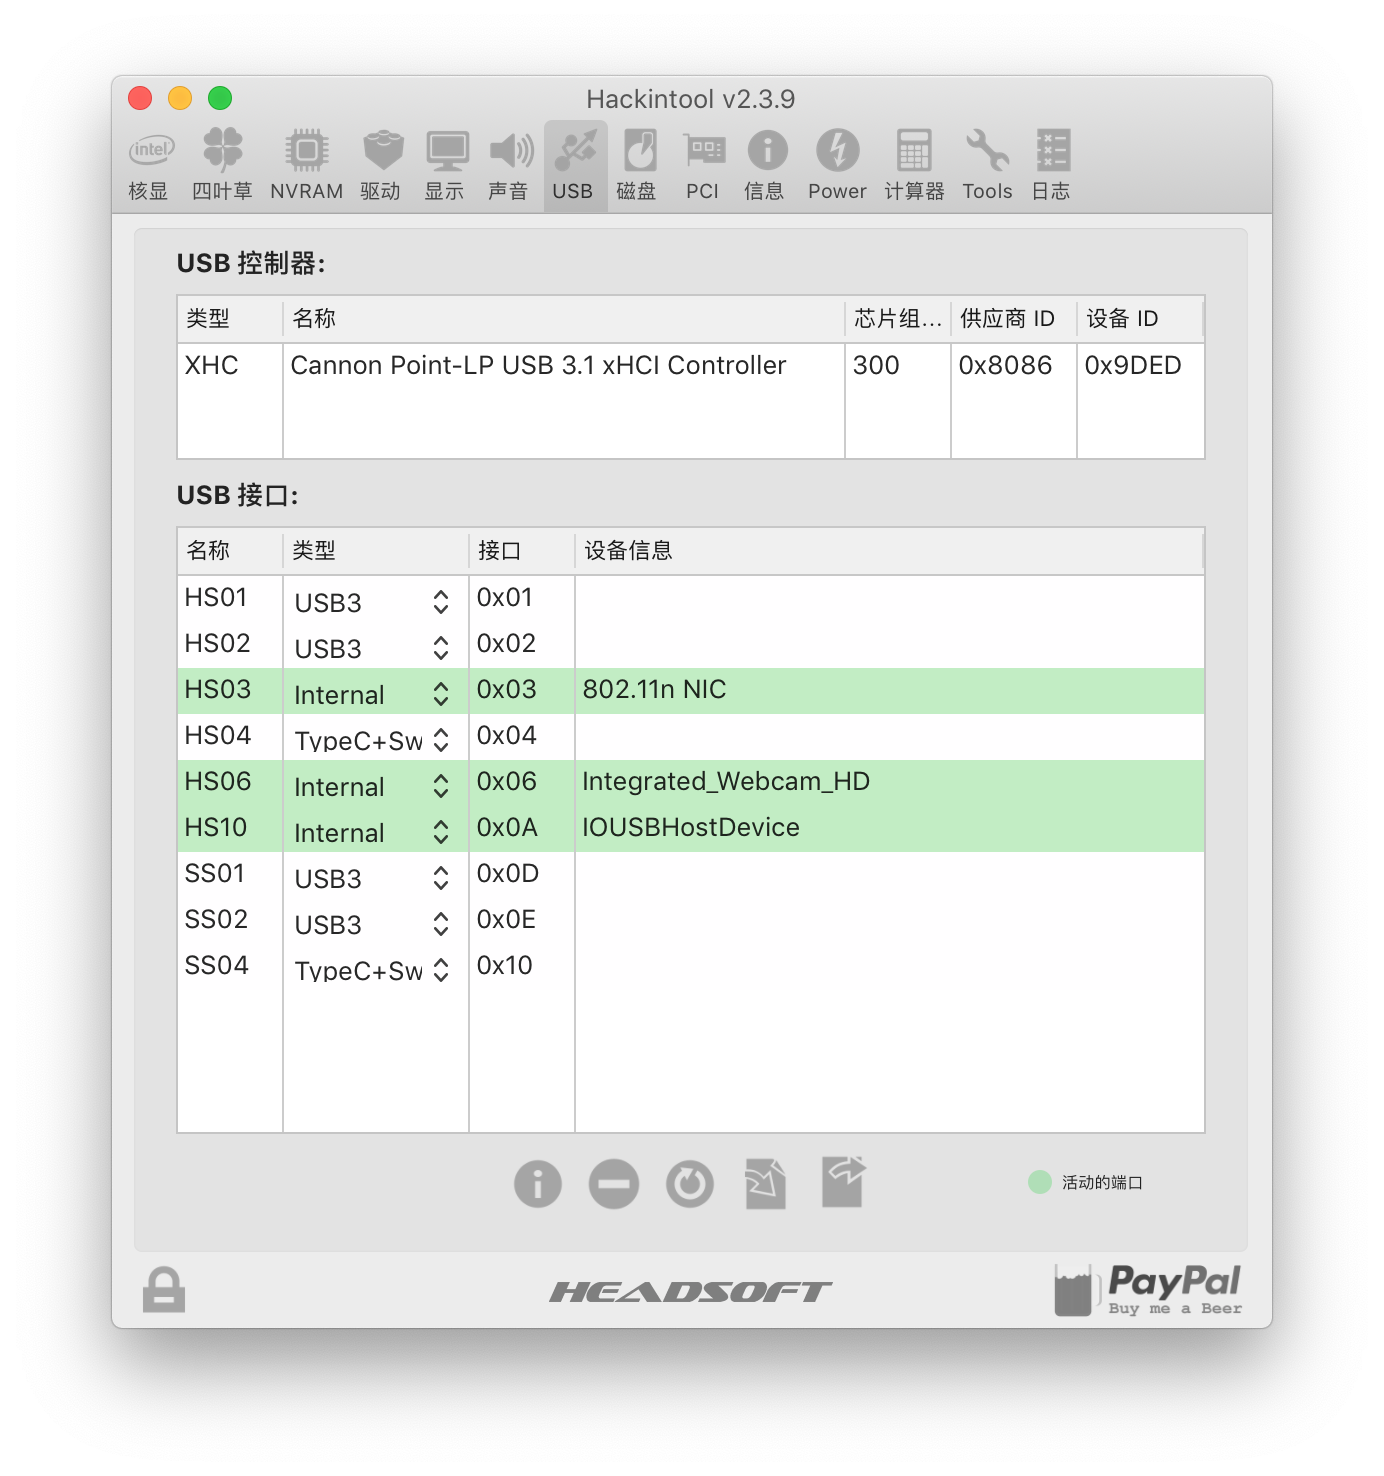 Hackintool v2.3.9
intel
核显 四叶草 NVRAM 驱动 显示 声音 USB 磁盘 PCI 信息 Power 计算器 Tools 日志
USB 控制器:
类型 名称 芯片组... 供应商 ID 设备 ID
XHC Cannon Point-LP USB 3.1 xHCI Controller 300 0x8086 0x9DED
USB 接口:
名称 类型 接口 设备信息
HS01 USB3 0x01
HS02 USB3 0x02
HS03 Internal 0x03 802.11n NIC
HS04 TypeC+Sw 0x04
HS06 Internal 0x06 Integrated_Webcam_HD
HS10 Internal 0x0A IOUSBHostDevice
SS01 USB3 0x0D
SS02 USB3 0x0E
SS04 TypeC+Sw 0x10
活动的端口
HEADSOFT
PayPal
Buy me a Beer